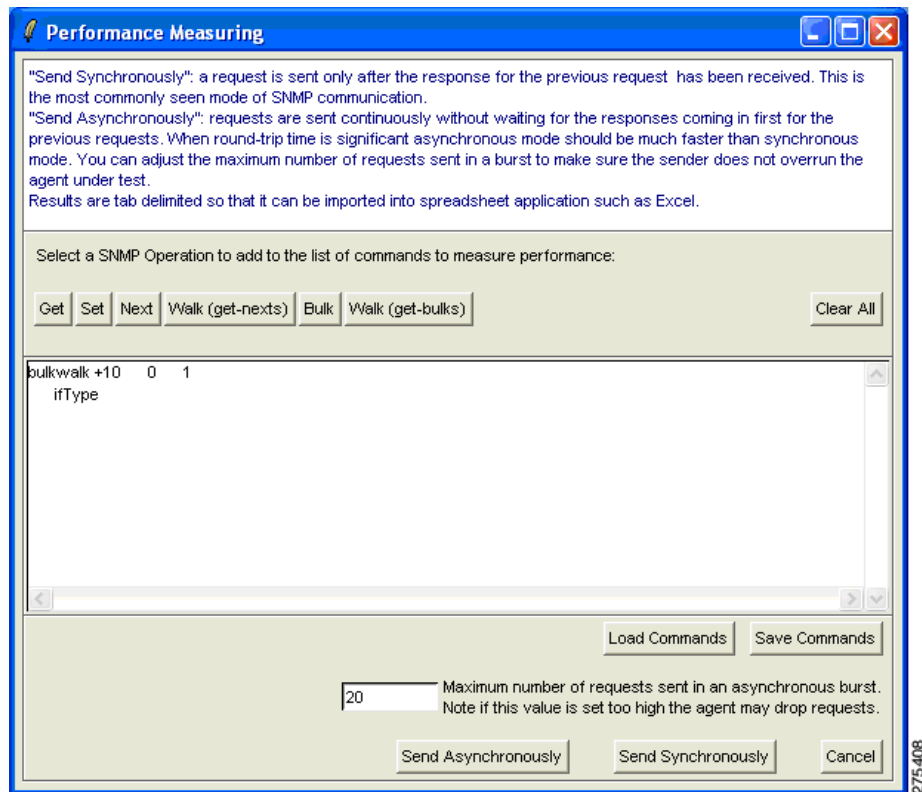 Performance Measuring
"Send Synchronously": a request is sent only after the response for the previous request has been received. This is
the most commonly seen mode of SNMP communication.
"Send Asynchronously": requests are sent continuously without waiting for the responses coming in first for the
previous requests. When round-trip time is significant asynchronous mode should be much faster than synchronous
mode. You can adjust the maximum number of requests sent in a burst to make sure the sender does not overrun the
agent under test.
Results are tab delimited so that it can be imported into spreadsheet application such as Excel.
Select a SNMP Operation to add to the list of commands to measure performance:
Get Set Next Walk (get-nexts) Bulk Walk (get-bulks) Clear All
bulkwalk +10 0 1
ifType
Load Commands Save Commands
20 Maximum number of requests sent in an asynchronous burst.
Note if this value is set too high the agent may drop requests.
Send Asynchronously Send Synchronously Cancel
275408